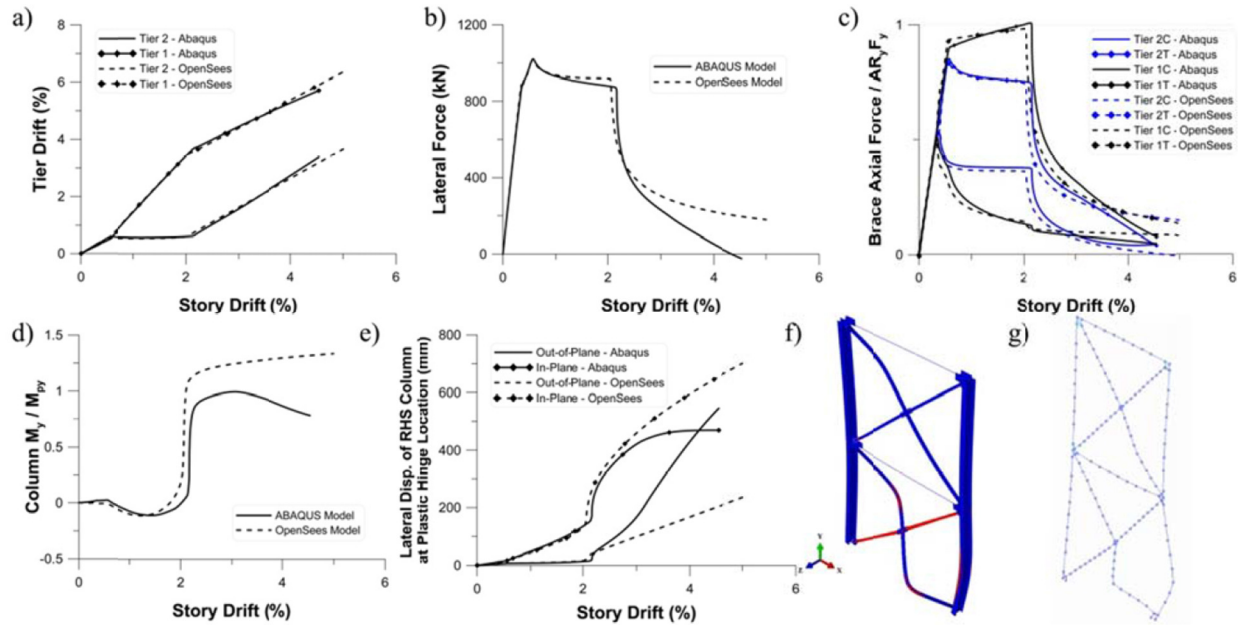 a)
Tier Drift (%)
8
6
4
2
0
Tier 2 - Abaqus
Tier 1 - Abaqus
Tier 2 - OpenSees
Tier 1 - OpenSees
0 2 4 6
Story Drift (%)
b)
Lateral Force (kN)
1200
1000
800
600
400
200
0
ABAQUS Model
OpenSees Model
0 2 4 6
Story Drift (%)
c)
Brace Axial Force / ARyFy
1
0
Tier 2C - Abaqus
Tier 2T - Abaqus
Tier 1C - Abaqus
Tier 1T - Abaqus
Tier 2C - OpenSees
Tier 2T - OpenSees
Tier 1C - OpenSees
Tier 1T - OpenSees
0 2 4 6
Story Drift (%)
d)
Column My / Mpy
1.5
1
0.5
0
-0.5
ABAQUS Model
OpenSees Model
0 2 4 6
Story Drift (%)
e)
Lateral Disp. of RHS Column
at Plastic Hinge Location (mm)
800
600
400
200
0
Out-of-Plane - Abaqus
In-Plane - Abaqus
Out-of-Plane - OpenSees
In-Plane - OpenSees
0 2 4 6
Story Drift (%)
f)
Y
Z
X
g)